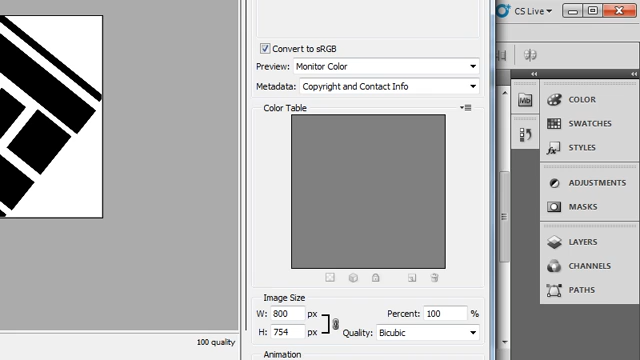 CS Live
Convert to sRGB
Preview: Monitor Color
Metadata: Copyright and Contact Info
Color Table
Mb
COLOR
SWATCHES
STYLES
ADJUSTMENTS
MASKS
LAYERS
CHANNELS
PATHS
Image Size
W: 800 px
Percent: 100 %
H: 754 px
Quality: Bicubic
100 quality
Animation